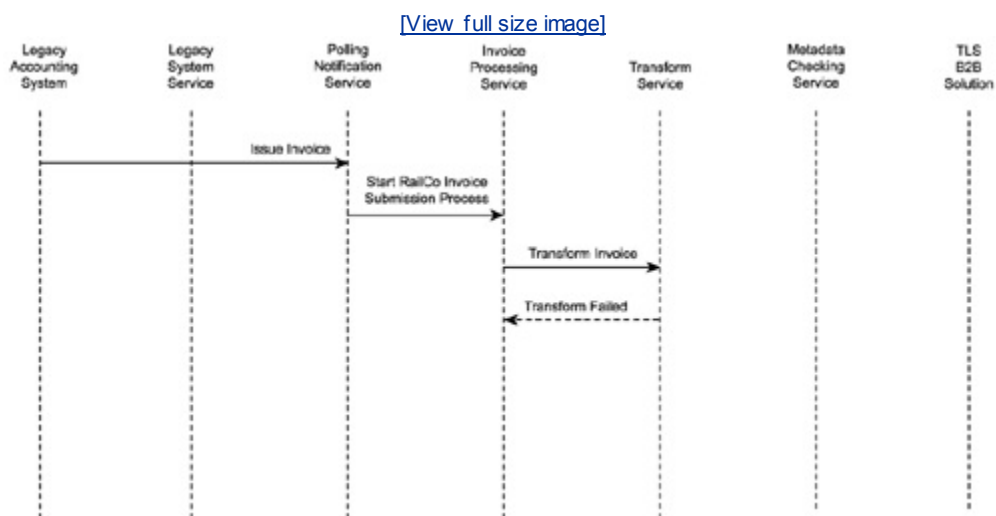 [View full size image]
Legacy
Accounting
System
Legacy
System
Service
Polling
Notification
Service
Invoice
Processing
Service
Transform
Service
Metadata
Checking
Service
TLS
B2B
Solution
Issue Invoice
Start RailCo Invoice
Submission Process
Transform Invoice
Transform Failed